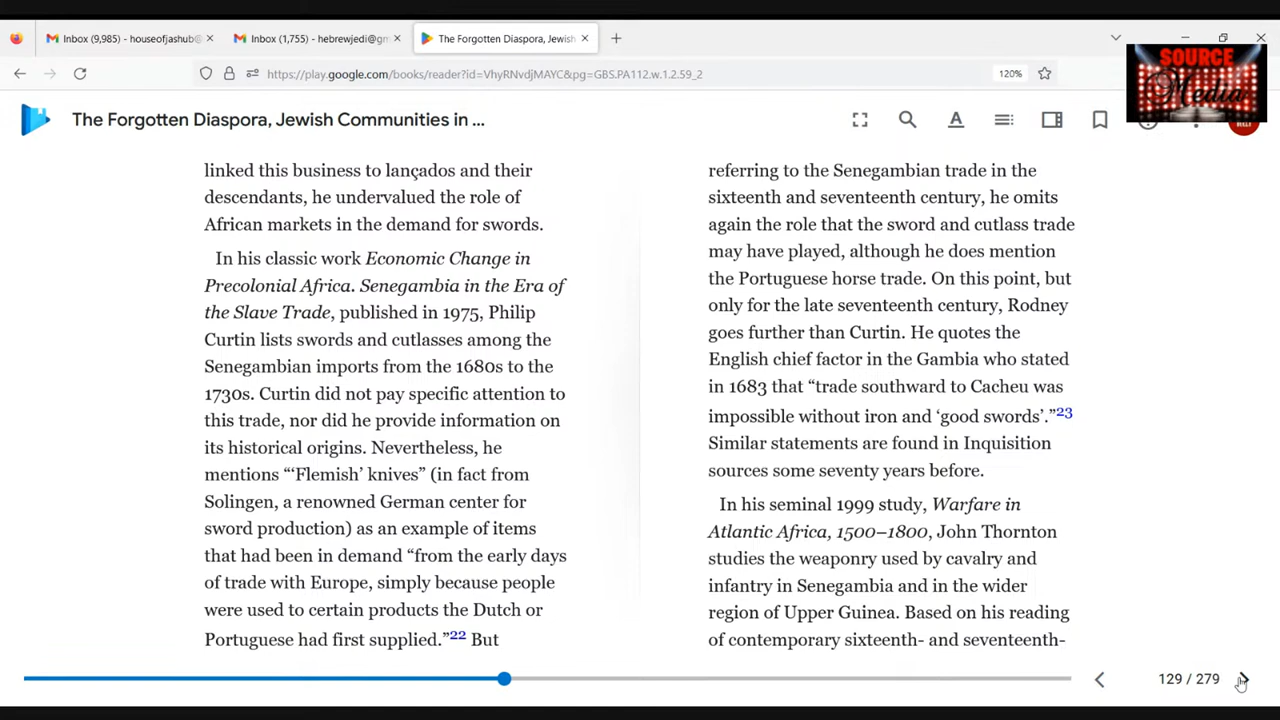 Inbox (9,985) - houseofjashub@
Inbox (1,755) - hebrewjedi@gm
The Forgotten Diaspora, Jewish
https://play.google.com/books/reader?id=VhyRNvdjMAYC&pg=GBS.PA112.w.1.2.59_2
120%
SOURCE
Media
The Forgotten Diaspora, Jewish Communities in ...
linked this business to lançados and their
descendants, he undervalued the role of
African markets in the demand for swords.
In his classic work Economic Change in
Precolonial Africa. Senegambia in the Era of
the Slave Trade, published in 1975, Philip
Curtin lists swords and cutlasses among the
Senegambian imports from the 1680s to the
1730s. Curtin did not pay specific attention to
this trade, nor did he provide information on
its historical origins. Nevertheless, he
mentions “‘Flemish’ knives” (in fact from
Solingen, a renowned German center for
sword production) as an example of items
that had been in demand “from the early days
of trade with Europe, simply because people
were used to certain products the Dutch or
Portuguese had first supplied.”22 But
referring to the Senegambian trade in the
sixteenth and seventeenth century, he omits
again the role that the sword and cutlass trade
may have played, although he does mention
the Portuguese horse trade. On this point, but
only for the late seventeenth century, Rodney
goes further than Curtin. He quotes the
English chief factor in the Gambia who stated
in 1683 that “trade southward to Cacheu was
impossible without iron and ‘good swords’.”23
Similar statements are found in Inquisition
sources some seventy years before.
In his seminal 1999 study, Warfare in
Atlantic Africa, 1500–1800, John Thornton
studies the weaponry used by cavalry and
infantry in Senegambia and in the wider
region of Upper Guinea. Based on his reading
of contemporary sixteenth- and seventeenth-
129 / 279